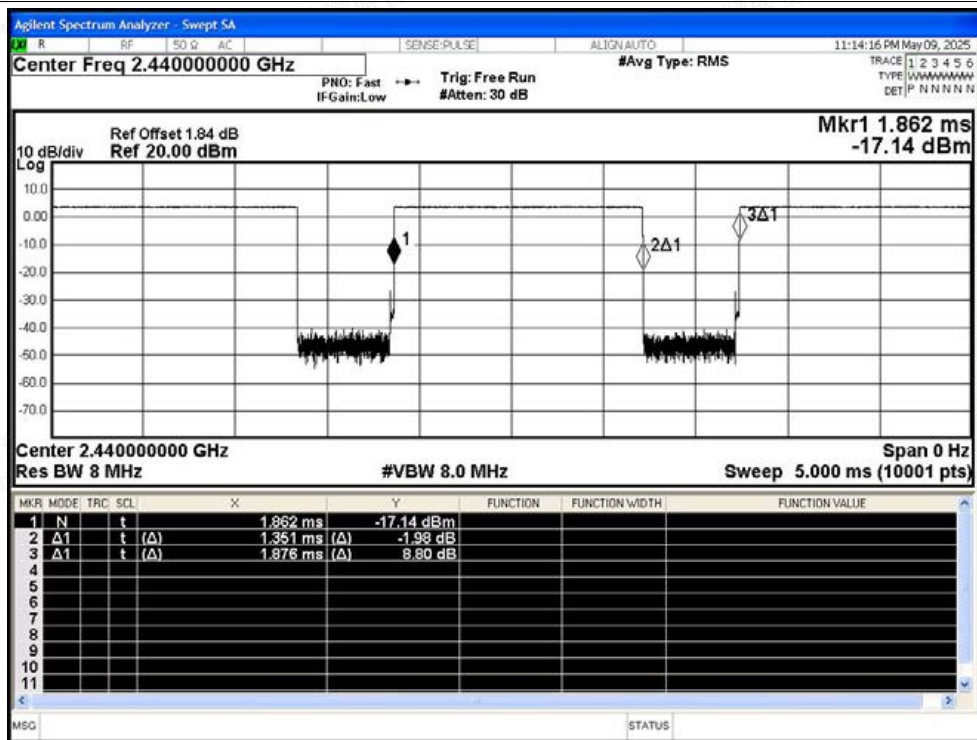 Agilent Spectrum Analyzer - Swept SA
LXI R RF 50 Ω AC SENSE:PULSE ALIGN AUTO 11:14:16 PM May 09, 2025
Center Freq 2.440000000 GHz #Avg Type: RMS TRACE 1 2 3 4 5 6
PNO: Fast Trig: Free Run TYPE WWWWWW
IFGain:Low #Atten: 30 dB DET P N N N N N
Mkr1 1.862 ms
Ref Offset 1.84 dB
10 dB/div Ref 20.00 dBm -17.14 dBm
Log
10.0
0.00 3Δ1
-10.0 1 2Δ1
-20.0
-30.0
-40.0
-50.0
-60.0
-70.0
Center 2.440000000 GHz Span 0 Hz
Res BW 8 MHz #VBW 8.0 MHz Sweep 5.000 ms (10001 pts)
MKR MODE TRC SCL X Y FUNCTION FUNCTION WIDTH FUNCTION VALUE
1 N t 1.862 ms -17.14 dBm
2 Δ1 t (Δ) 1.351 ms (Δ) -1.98 dB
3 Δ1 t (Δ) 1.876 ms (Δ) 8.80 dB
4
5
6
7
8
9
10
11
MSG STATUS